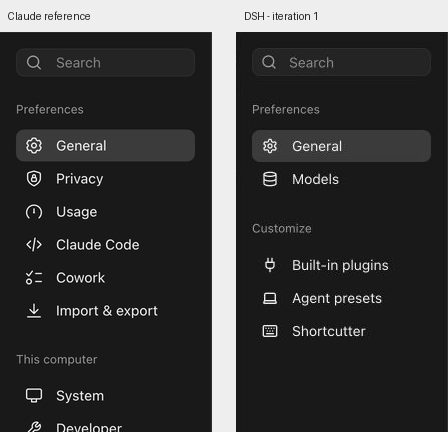 Claude reference
Search
Preferences
General
Privacy
Usage
Claude Code
Cowork
Import & export
This computer
System
Developer
DSH - iteration 1
Search
Preferences
General
Models
Customize
Built-in plugins
Agent presets
Shortcutter